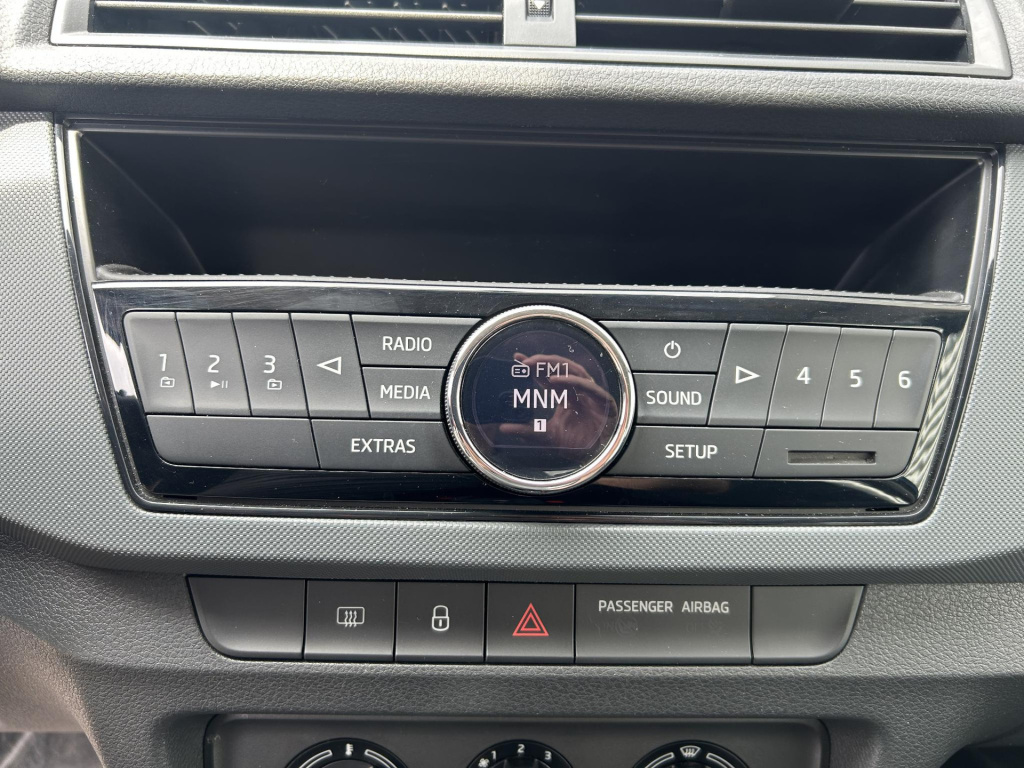 1
2
3
RADIO
MEDIA
EXTRAS
FM1
MNM
1
SOUND
SETUP
4
5
6
PASSENGER AIRBAG
1 2 3